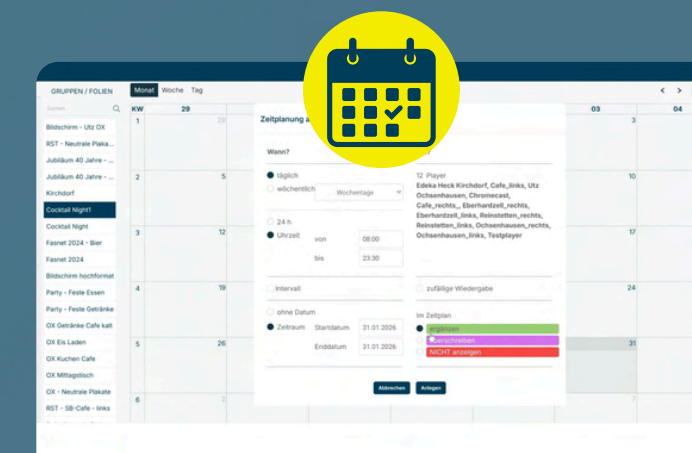 GRUPPEN / FOLIEN
Monat Woche Tag
< >
Suchen
KW 29 03 04
Bildschirm - Utz OX
RST - Neutrale Plaka...
Jubiläum 40 Jahre - ...
Jubiläum 40 Jahre - ...
Kirchdorf
Cocktail Night1
Cocktail Night
Fasnet 2024 - Bier
Fasnet 2024
Bildschirm hochformat
Party - Feste Essen
Party - Feste Getränke
OX Getränke Cafe kalt
OX Eis Laden
OX Kuchen Cafe
OX Mittagstisch
OX - Neutrale Plakate
RST - SB-Cafe - links
1 29 3
2 5 10
3 12 17
4 19 24
5 26 31
6 2 7
Zeitplanung a
Wann?
täglich
wöchentlich Wochentage
24 h
Uhrzeit von 08:00
bis 23:30
Intervall
ohne Datum
Zeitraum Startdatum 31.01.2026
Enddatum 31.01.2026
12 Player
Edeka Heck Kirchdorf, Cafe_links, Utz
Ochsenhausen, Chromecast,
Cafe_rechts_, Eberhardzell_rechts,
Eberhardzell_links, Reinstetten_rechts,
Reinstetten_links, Ochsenhausen_rechts,
Ochsenhausen_links, Testplayer
zufällige Wiedergabe
Im Zeitplan
ergänzen
überschreiben
NICHT anzeigen
Abbrechen Anlegen